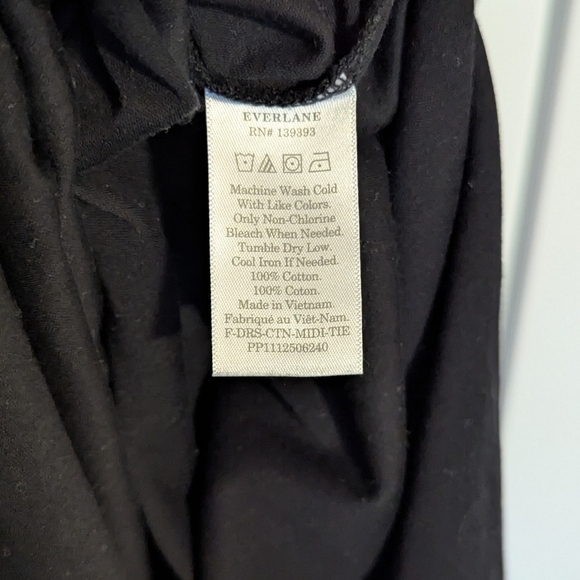 EVERLANE
RN# 139393
Machine Wash Cold
With Like Colors.
Only Non-Chlorine
Bleach When Needed.
Tumble Dry Low.
Cool Iron If Needed.
100% Cotton.
100% Coton.
Made in Vietnam.
Fabriqué au Viêt-Nam.
F-DRS-CTN-MIDI-TIE
PP1112506240